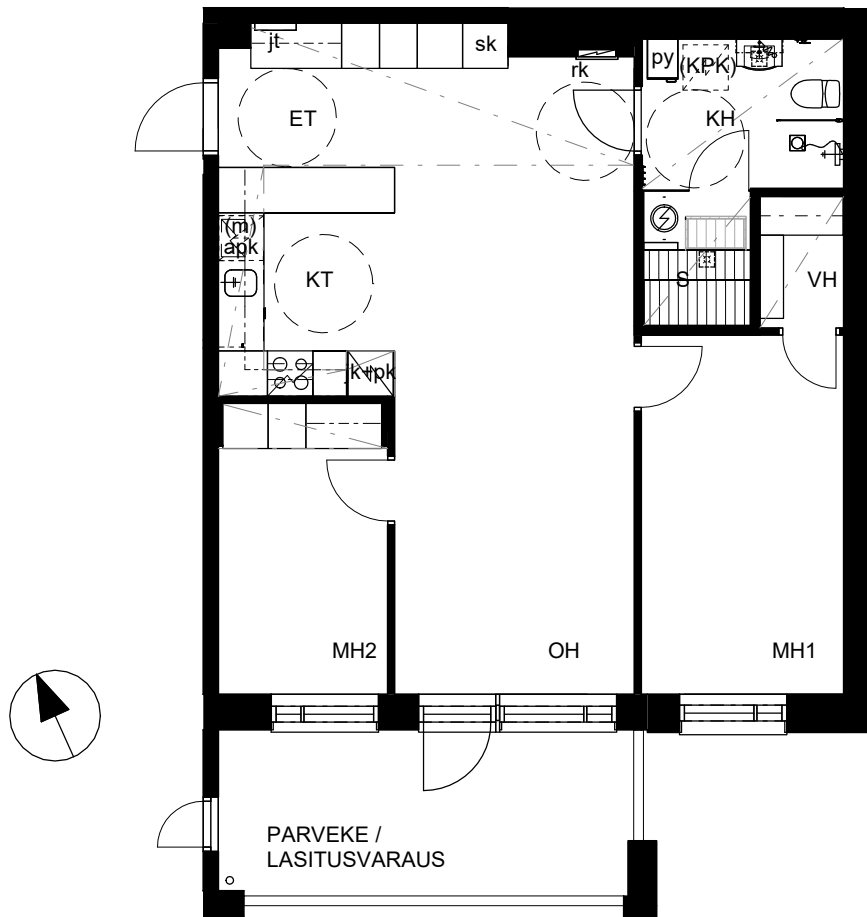 jt
sk
rk
py
(KPK)
ET
KH
(m)
apk
KT
S
VH
k+pk
MH2
OH
MH1
PARVEKE /
LASITUSVARAUS